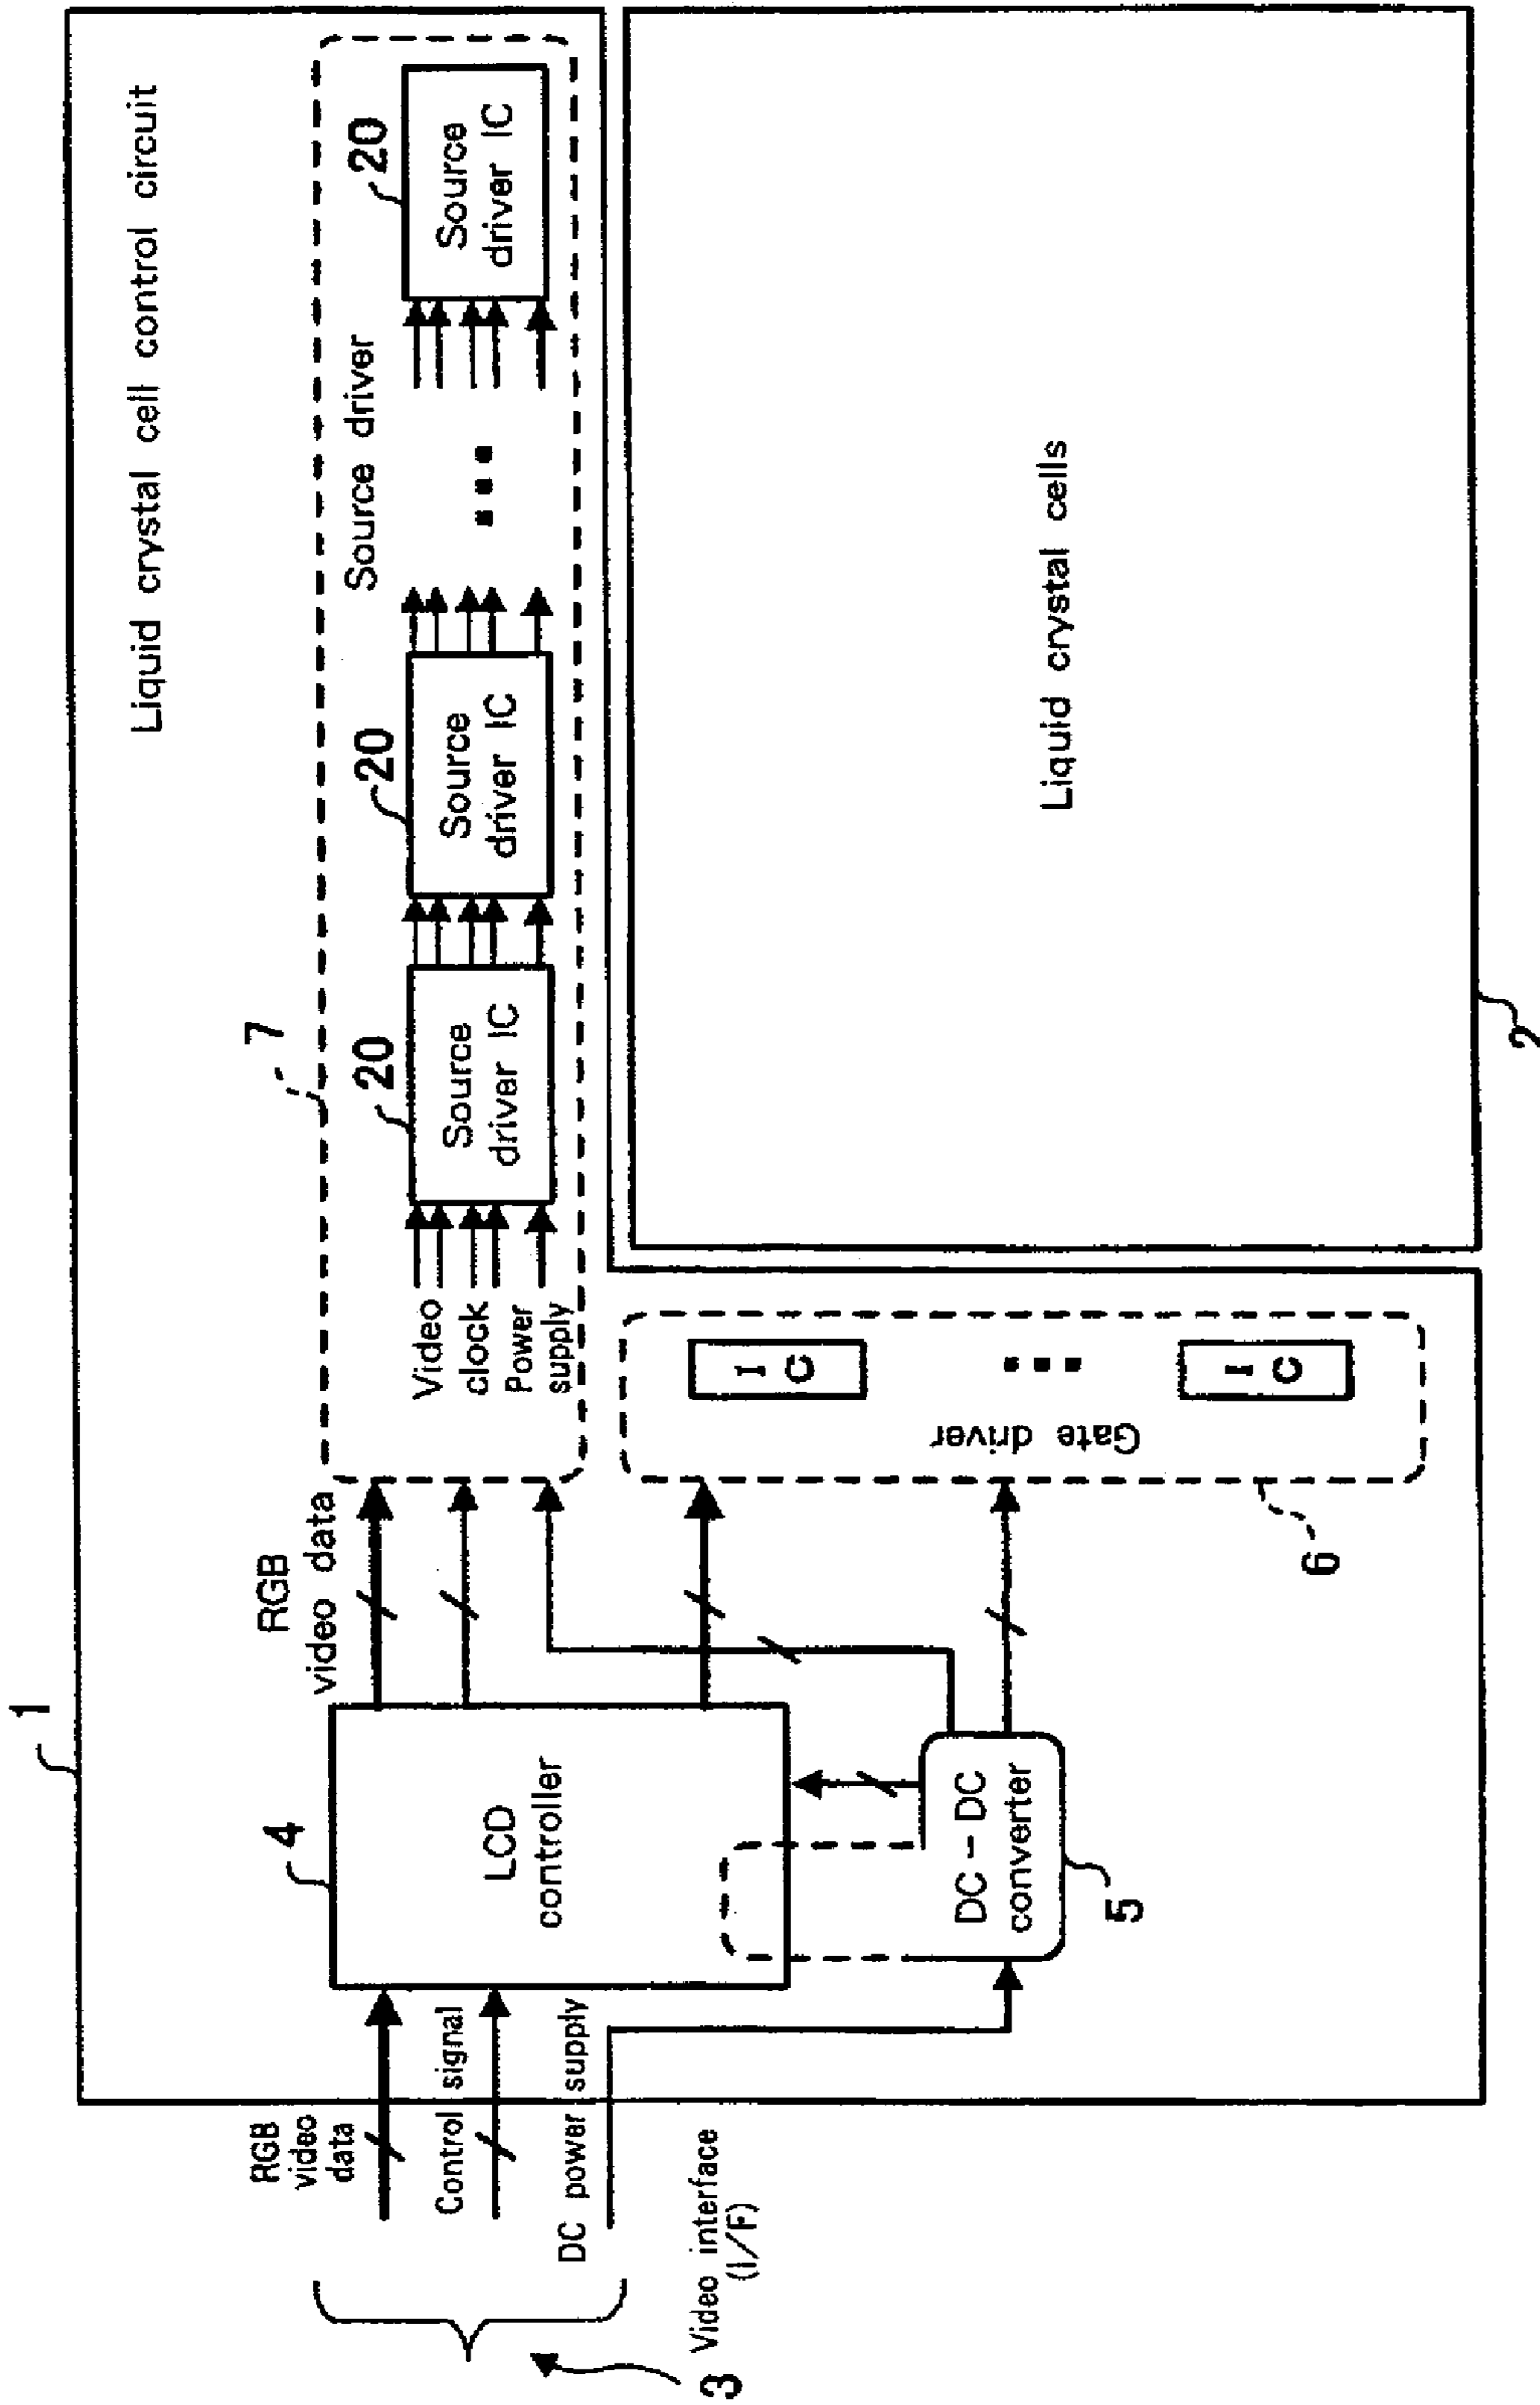 1
Liquid crystal cell control circuit
7
RGB
video data
Source driver
4
20
20
20
RGB
video
data
Control signal
DC power supply
LCD
controller
Video
clock
Power
supply
Source
driver IC
Source
driver IC
Source
driver IC
3
Video interface
(I/F)
DC-DC
converter
5
Gate driver
I C
I C
6
Liquid crystal cells
2